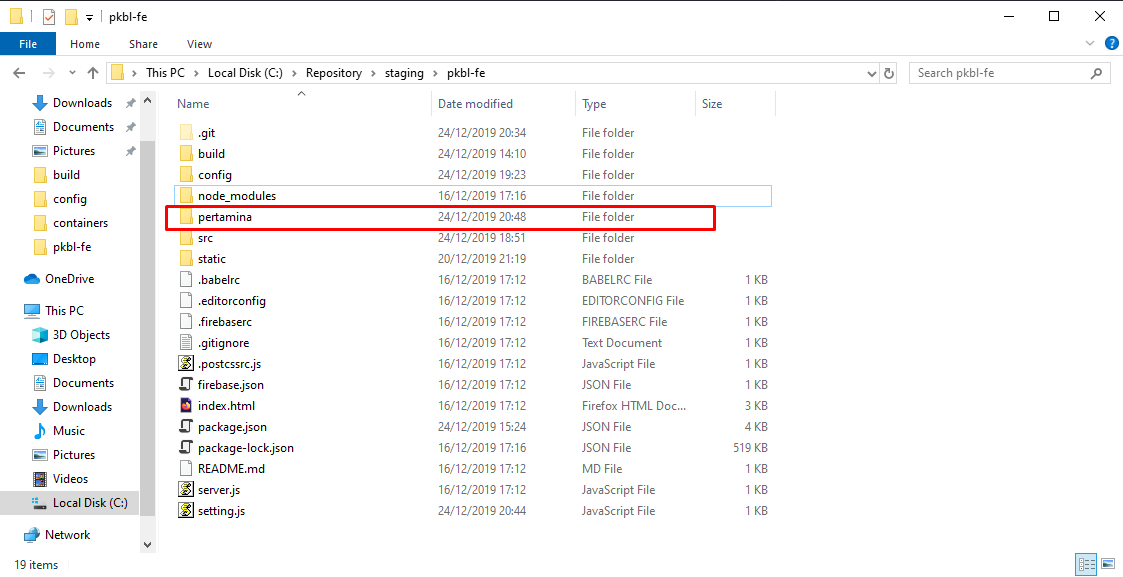 pkbl-fe
File Home Share View
This PC Local Disk (C:) Repository staging pkbl-fe Search pkbl-fe
Downloads
Documents
Pictures
build
config
containers
pkbl-fe
OneDrive
This PC
3D Objects
Desktop
Documents
Downloads
Music
Pictures
Videos
Local Disk (C:)
Network
Name Date modified Type Size
.git 24/12/2019 20:34 File folder
build 24/12/2019 14:10 File folder
config 24/12/2019 19:23 File folder
node_modules 16/12/2019 17:16 File folder
pertamina 24/12/2019 20:48 File folder
src 24/12/2019 18:51 File folder
static 20/12/2019 21:19 File folder
.babelrc 16/12/2019 17:12 BABELRC File 1 KB
.editorconfig 16/12/2019 17:12 EDITORCONFIG File 1 KB
.firebaserc 16/12/2019 17:12 FIREBASERC File 1 KB
.gitignore 16/12/2019 17:12 Text Document 1 KB
.postcssrc.js 16/12/2019 17:12 JavaScript File 1 KB
firebase.json 16/12/2019 17:12 JSON File 1 KB
index.html 16/12/2019 17:12 Firefox HTML Doc... 3 KB
package.json 24/12/2019 15:24 JSON File 4 KB
package-lock.json 16/12/2019 17:16 JSON File 519 KB
README.md 16/12/2019 17:12 MD File 1 KB
server.js 16/12/2019 17:12 JavaScript File 1 KB
setting.js 24/12/2019 20:44 JavaScript File 1 KB
19 items